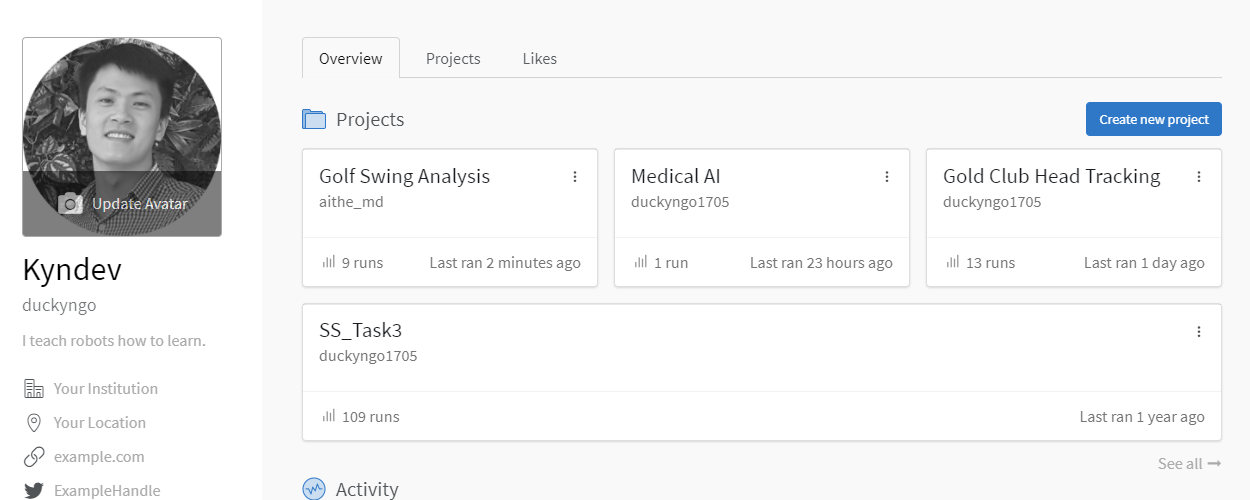 Overview
Projects
Likes
Update Avatar
Kyndev
duckyngo
I teach robots how to learn.
Your Institution
Your Location
example.com
ExampleHandle
Projects
Create new project
Golf Swing Analysis
aithe_md
9 runs
Last ran 2 minutes ago
Medical AI
duckyngo1705
1 run
Last ran 23 hours ago
Gold Club Head Tracking
duckyngo1705
13 runs
Last ran 1 day ago
SS_Task3
duckyngo1705
109 runs
Last ran 1 year ago
See all
Activity